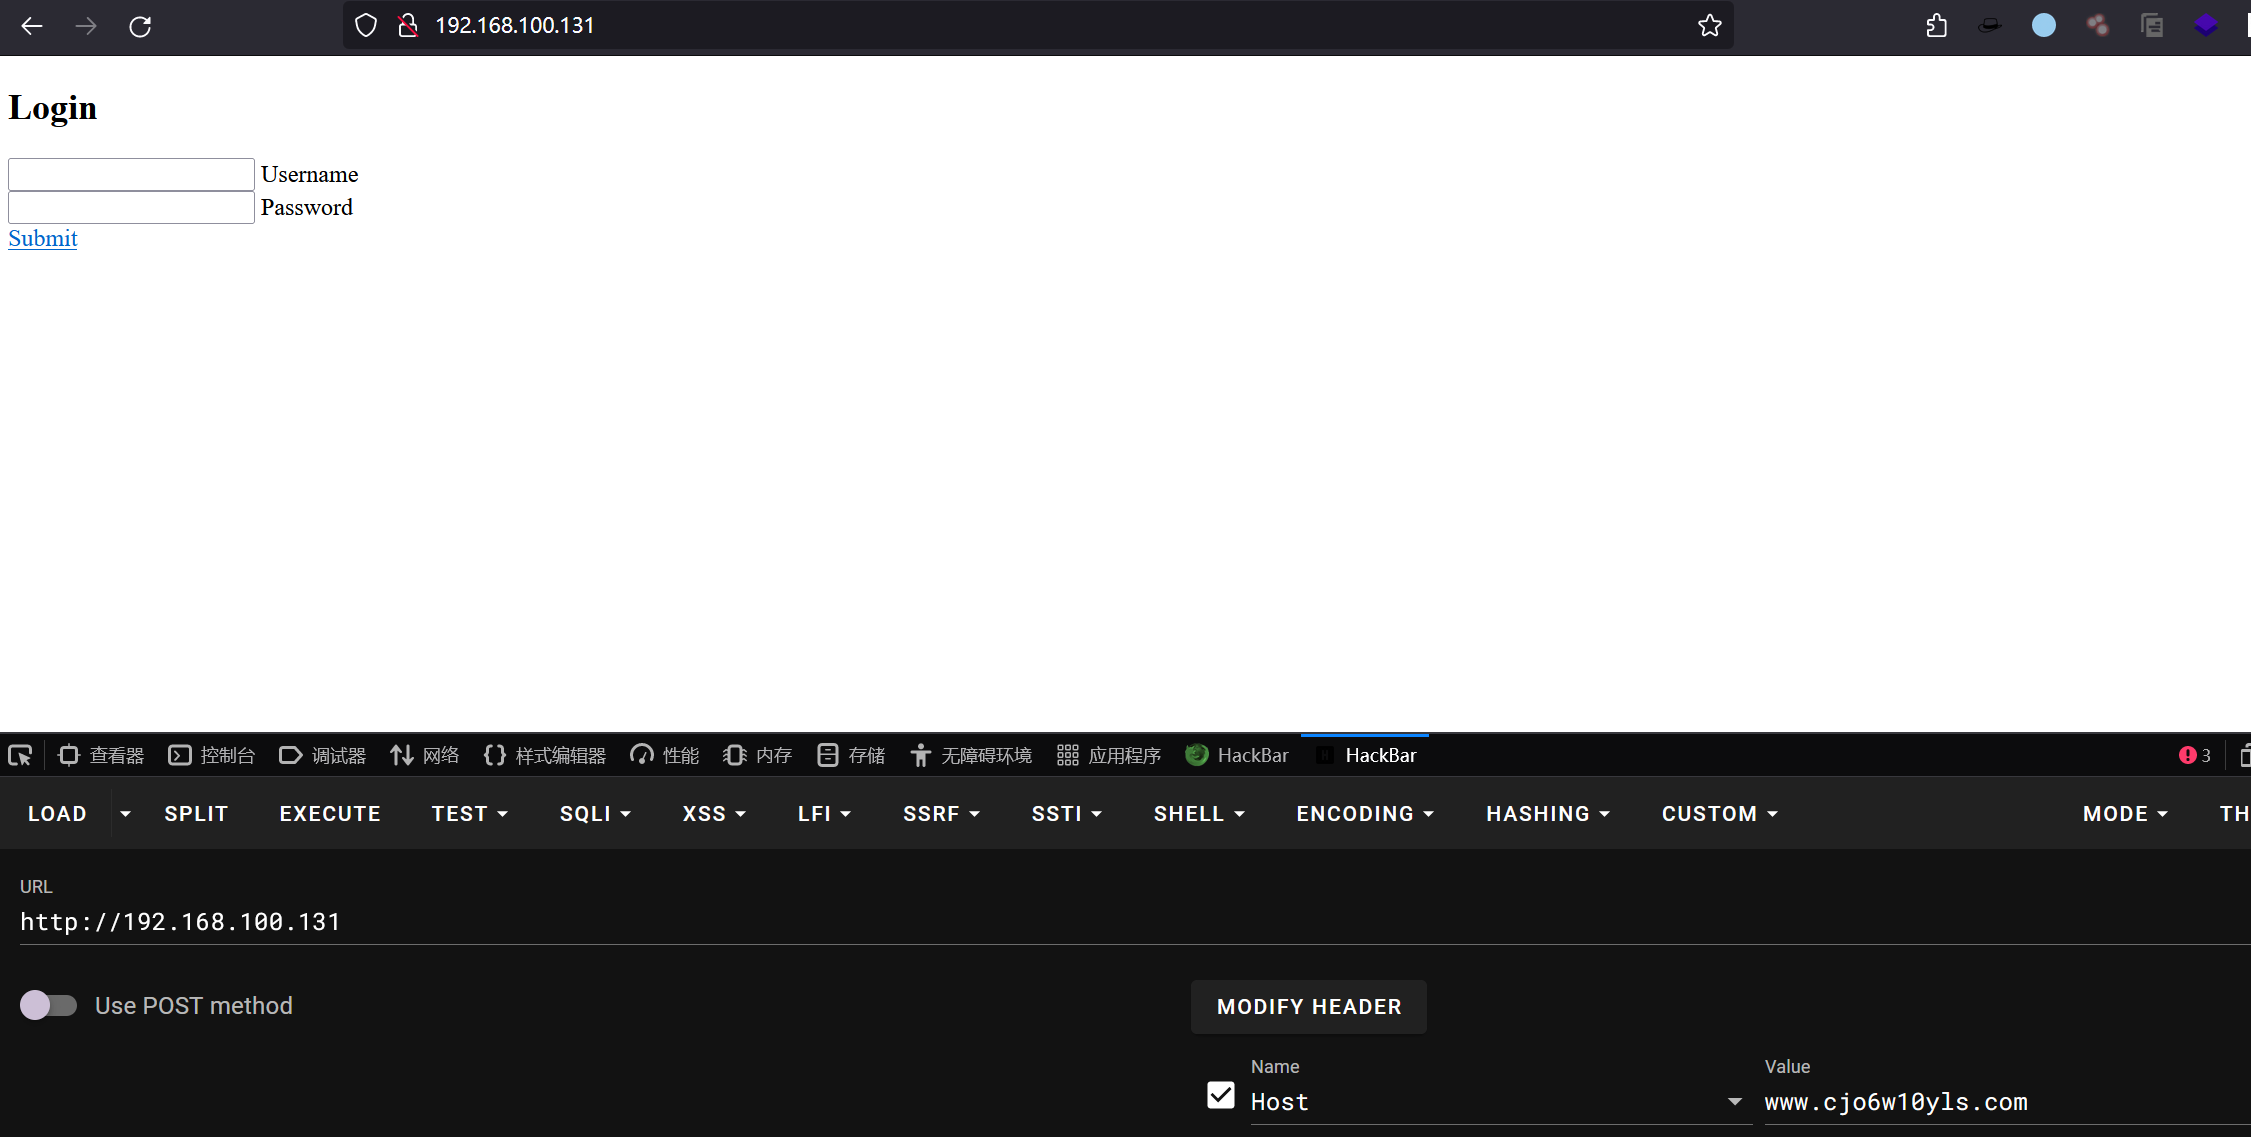 192.168.100.131
Login
Username
Password
Submit
查看器 控制台 调试器 网络 {} 样式编辑器 性能 内存 存储 无障碍环境 应用程序 HackBar HackBar 3
LOAD SPLIT EXECUTE TEST SQLI XSS LFI SSRF SSTI SHELL ENCODING HASHING CUSTOM MODE TH
URL
http://192.168.100.131
Use POST method MODIFY HEADER
Name Value
Host www.cjo6w10yls.com